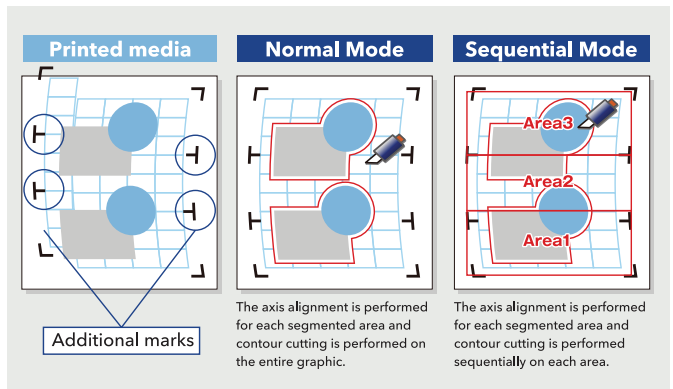 Printed media
Normal Mode
Sequential Mode
Area3
Area2
Area1
Additional marks
The axis alignment is performed
for each segmented area and
contour cutting is performed on
the entire graphic.
The axis alignment is performed
for each segmented area and
contour cutting is performed
sequentially on each area.